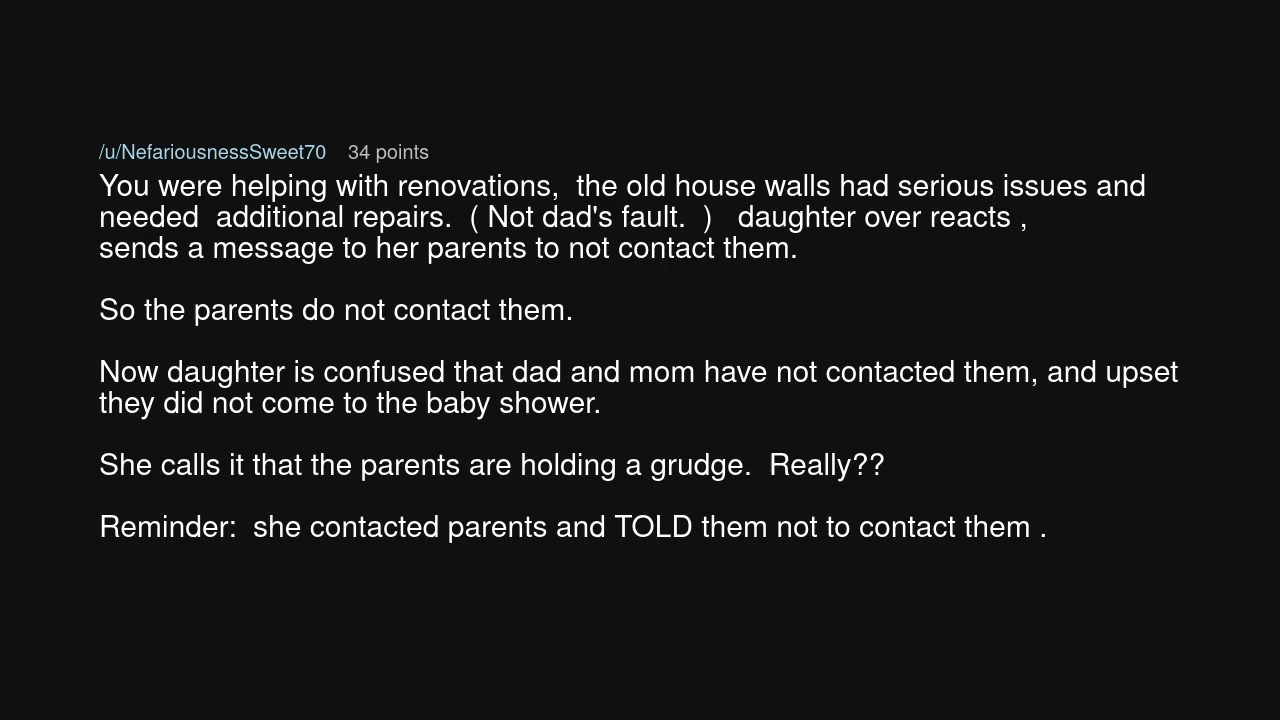 /u/NefariousnessSweet70 34 points
You were helping with renovations,  the old house walls had serious issues and
needed  additional repairs.  ( Not dad's fault.  )   daughter over reacts ,
sends a message to her parents to not contact them.
So the parents do not contact them.
Now daughter is confused that dad and mom have not contacted them, and upset
they did not come to the baby shower.
She calls it that the parents are holding a grudge.  Really??
Reminder:  she contacted parents and TOLD them not to contact them .